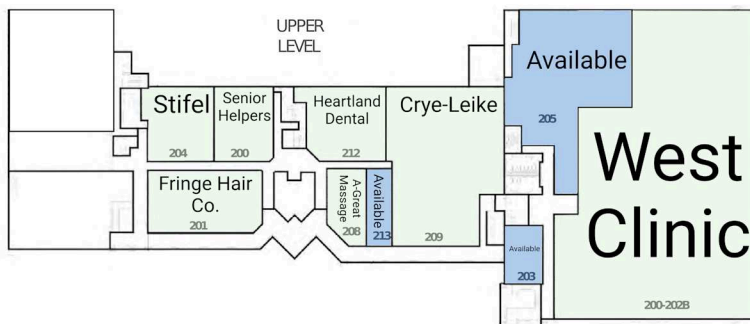 UPPER
LEVEL
Available
205
Stifel
204
Senior
Helpers
200
Heartland
Dental
212
Crye-Leike
209
West
Clinic
200-202B
Fringe Hair
Co.
201
A-Great
Massage
208
Available
213
Available
203